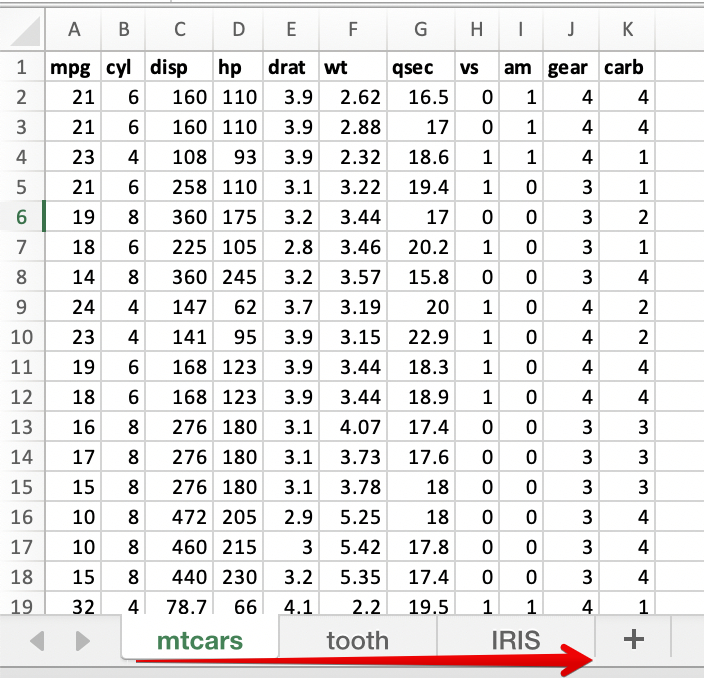 A B C D E F G H I J K
1 mpg cyl disp hp drat wt qsec vs am gear carb
2 21 6 160 110 3.9 2.62 16.5 0 1 4 4
3 21 6 160 110 3.9 2.88 17 0 1 4 4
4 23 4 108 93 3.9 2.32 18.6 1 1 4 1
5 21 6 258 110 3.1 3.22 19.4 1 0 3 1
6 19 8 360 175 3.2 3.44 17 0 0 3 2
7 18 6 225 105 2.8 3.46 20.2 1 0 3 1
8 14 8 360 245 3.2 3.57 15.8 0 0 3 4
9 24 4 147 62 3.7 3.19 20 1 0 4 2
10 23 4 141 95 3.9 3.15 22.9 1 0 4 2
11 19 6 168 123 3.9 3.44 18.3 1 0 4 4
12 18 6 168 123 3.9 3.44 18.9 1 0 4 4
13 16 8 276 180 3.1 4.07 17.4 0 0 3 3
14 17 8 276 180 3.1 3.73 17.6 0 0 3 3
15 15 8 276 180 3.1 3.78 18 0 0 3 3
16 10 8 472 205 2.9 5.25 18 0 0 3 4
17 10 8 460 215 3 5.42 17.8 0 0 3 4
18 15 8 440 230 3.2 5.35 17.4 0 0 3 4
19 32 4 78.7 66 4.1 2.2 19.5 1 1 4 1
mtcars tooth IRIS +